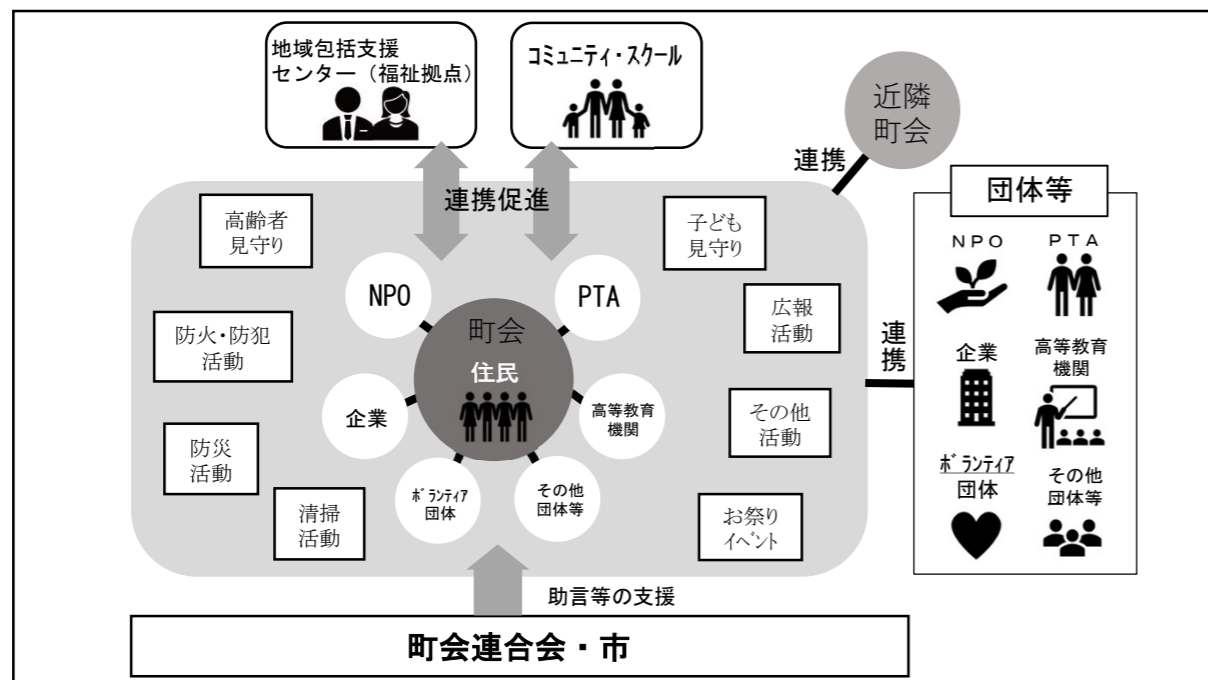 地域包括支援
センター（福祉拠点）
コミュニティ・スクール
近隣
町会
連携
連携促進
団体等
NPO
PTA
企業
高等教育
機関
ボランティア
団体
その他
団体等
連携
高齢者
見守り
子ども
見守り
防火・防犯
活動
広報
活動
防災
活動
その他
活動
清掃
活動
お祭り
イベント
NPO
PTA
町会
住民
企業
高等教育
機関
ボランティア
団体
その他
団体等
助言等の支援
町会連合会・市